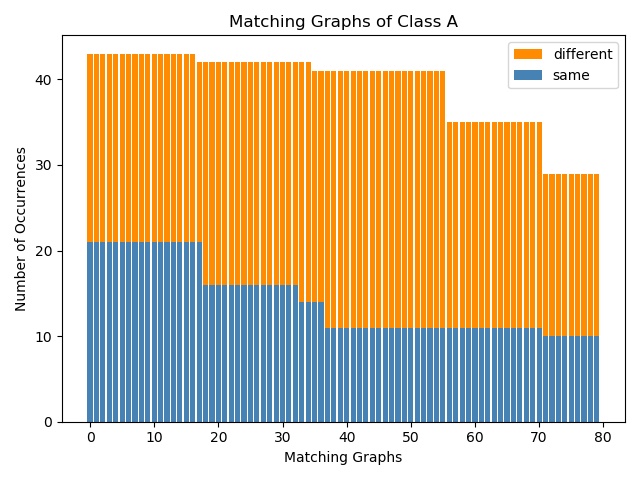 Matching Graphs of Class A
different
same
Number of Occurrences
40
30
20
10
0
0 10 20 30 40 50 60 70 80
Matching Graphs